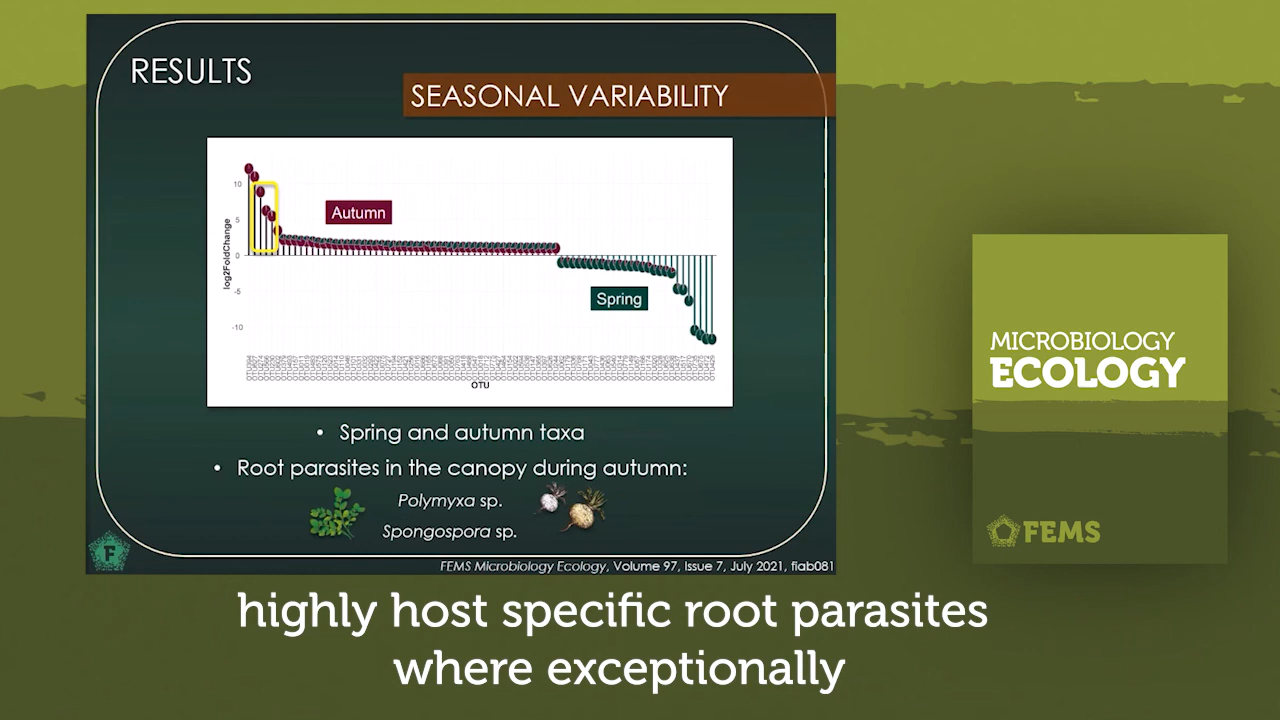 RESULTS
SEASONAL VARIABILITY
10
5
0
-5
-10
log2FoldChange
Autumn
Spring
OTU
• Spring and autumn taxa
• Root parasites in the canopy during autumn:
Polymyxa sp.
Spongospora sp.
F
FEMS Microbiology Ecology, Volume 97, Issue 7, July 2021, fiab081
MICROBIOLOGY
ECOLOGY
FEMS
highly host specific root parasites
where exceptionally